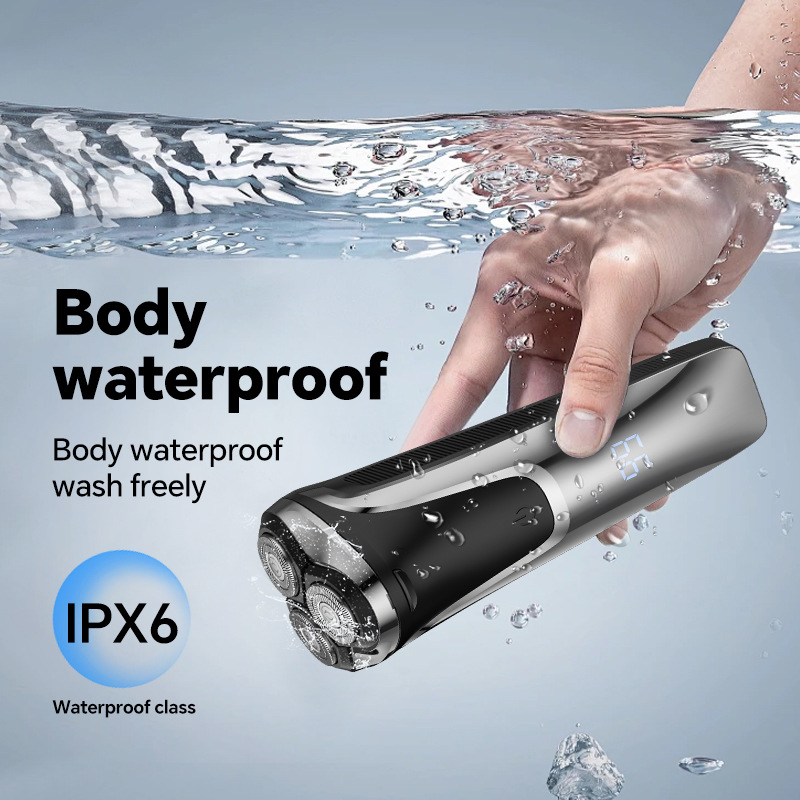 Body
waterproof
Body waterproof
wash freely
IPX6
Waterproof class